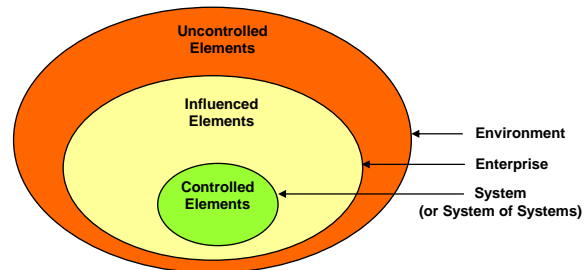 Uncontrolled
Elements
Influenced
Elements
Controlled
Elements
Environment
Enterprise
System
(or System of Systems)